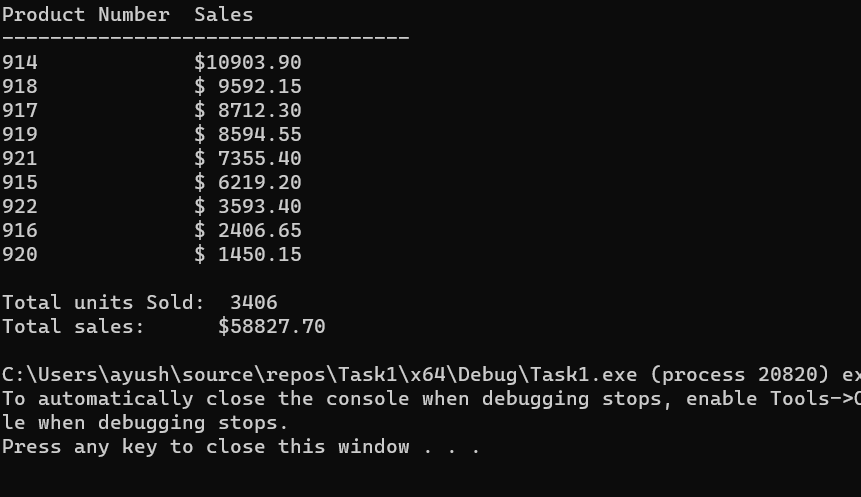 Product Number  Sales
----------------------------------
914             $10903.90
918             $ 9592.15
917             $ 8712.30
919             $ 8594.55
921             $ 7355.40
915             $ 6219.20
922             $ 3593.40
916             $ 2406.65
920             $ 1450.15

Total units Sold:  3406
Total sales:      $58827.70

C:\Users\ayush\source\repos\Task1\x64\Debug\Task1.exe (process 20820) ex
To automatically close the console when debugging stops, enable Tools->
le when debugging stops.
Press any key to close this window . . .